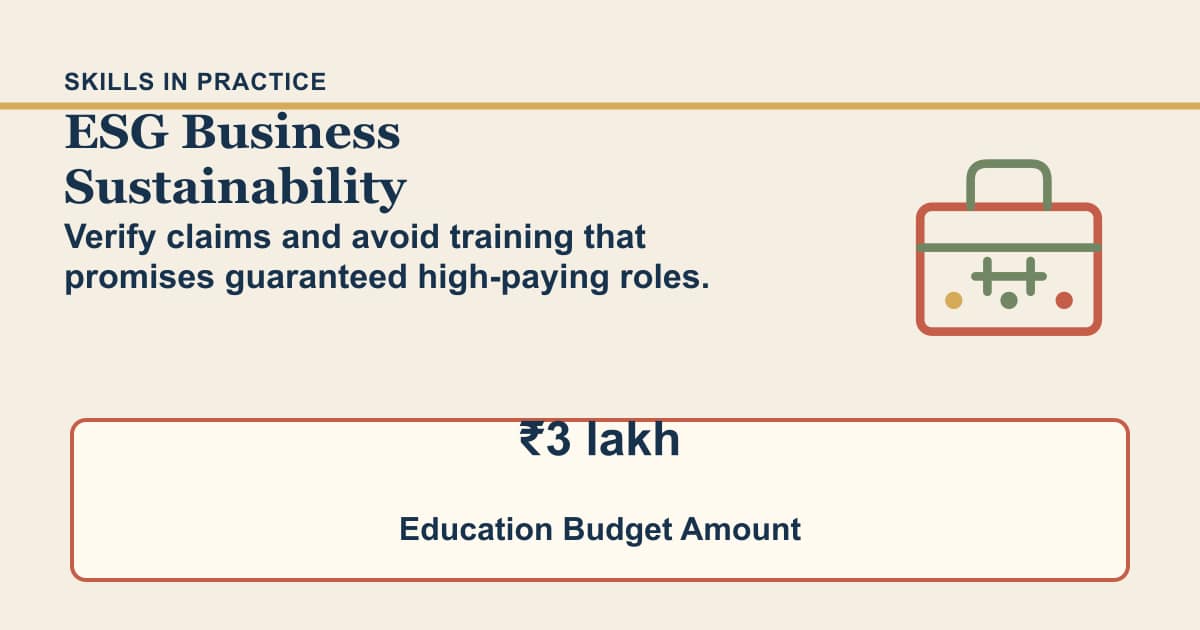 SKILLS IN PRACTICE
ESG Business
Sustainability
Verify claims and avoid training that
promises guaranteed high-paying roles.
₹3 lakh
Education Budget Amount